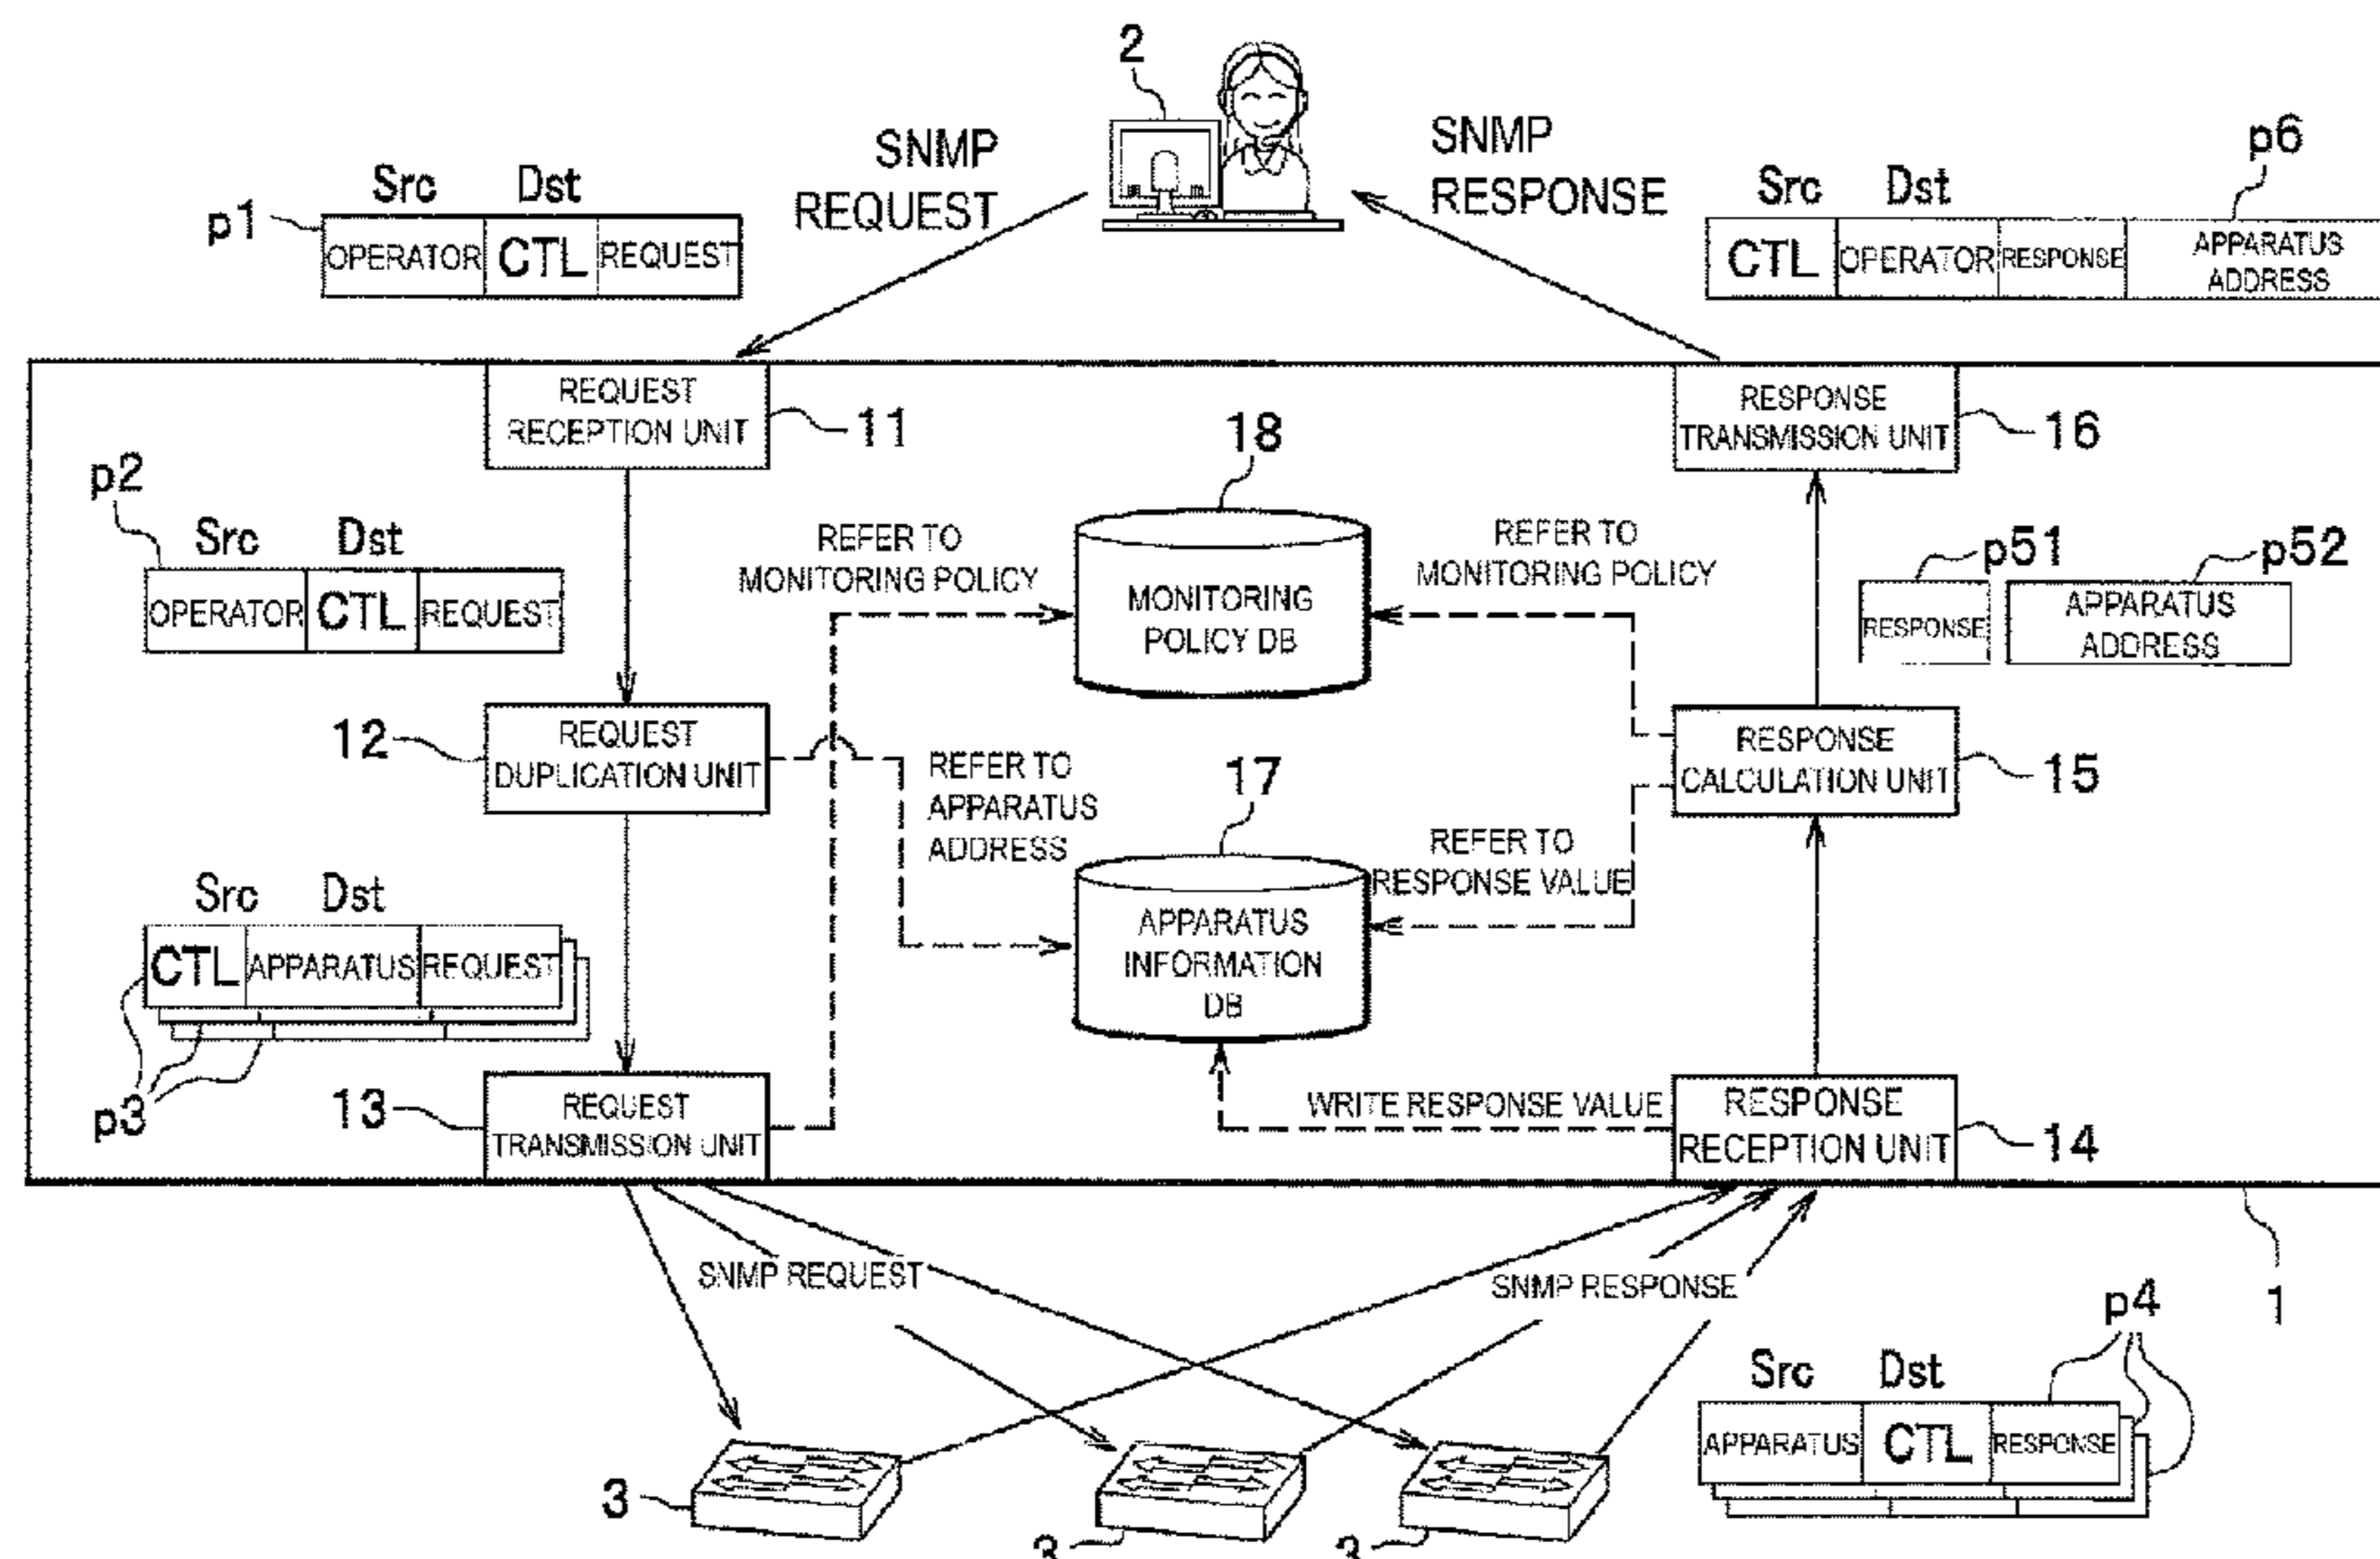 2
SNMP
REQUEST
SNMP
RESPONSE
p1
Src Dst
OPERATOR CTL REQUEST
p6
Src Dst
CTL OPERATOR RESPONSE APPARATUS
ADDRESS
REQUEST
RECEPTION UNIT
11
RESPONSE
TRANSMISSION UNIT
16
p2
Src Dst
OPERATOR CTL REQUEST
REFER TO
MONITORING POLICY
18
MONITORING
POLICY DB
REFER TO
MONITORING POLICY
p51
RESPONSE
p52
APPARATUS
ADDRESS
12
REQUEST
DUPLICATION UNIT
REFER TO
APPARATUS
ADDRESS
17
APPARATUS
INFORMATION
DB
REFER TO
RESPONSE VALUE
RESPONSE
CALCULATION UNIT
15
Src Dst
CTL APPARATUS REQUEST
p3
13
REQUEST
TRANSMISSION UNIT
WRITE RESPONSE VALUE
RESPONSE
RECEPTION UNIT
14
SNMP REQUEST
SNMP RESPONSE
1
p4
Src Dst
APPARATUS CTL RESPONSE
3
3
3